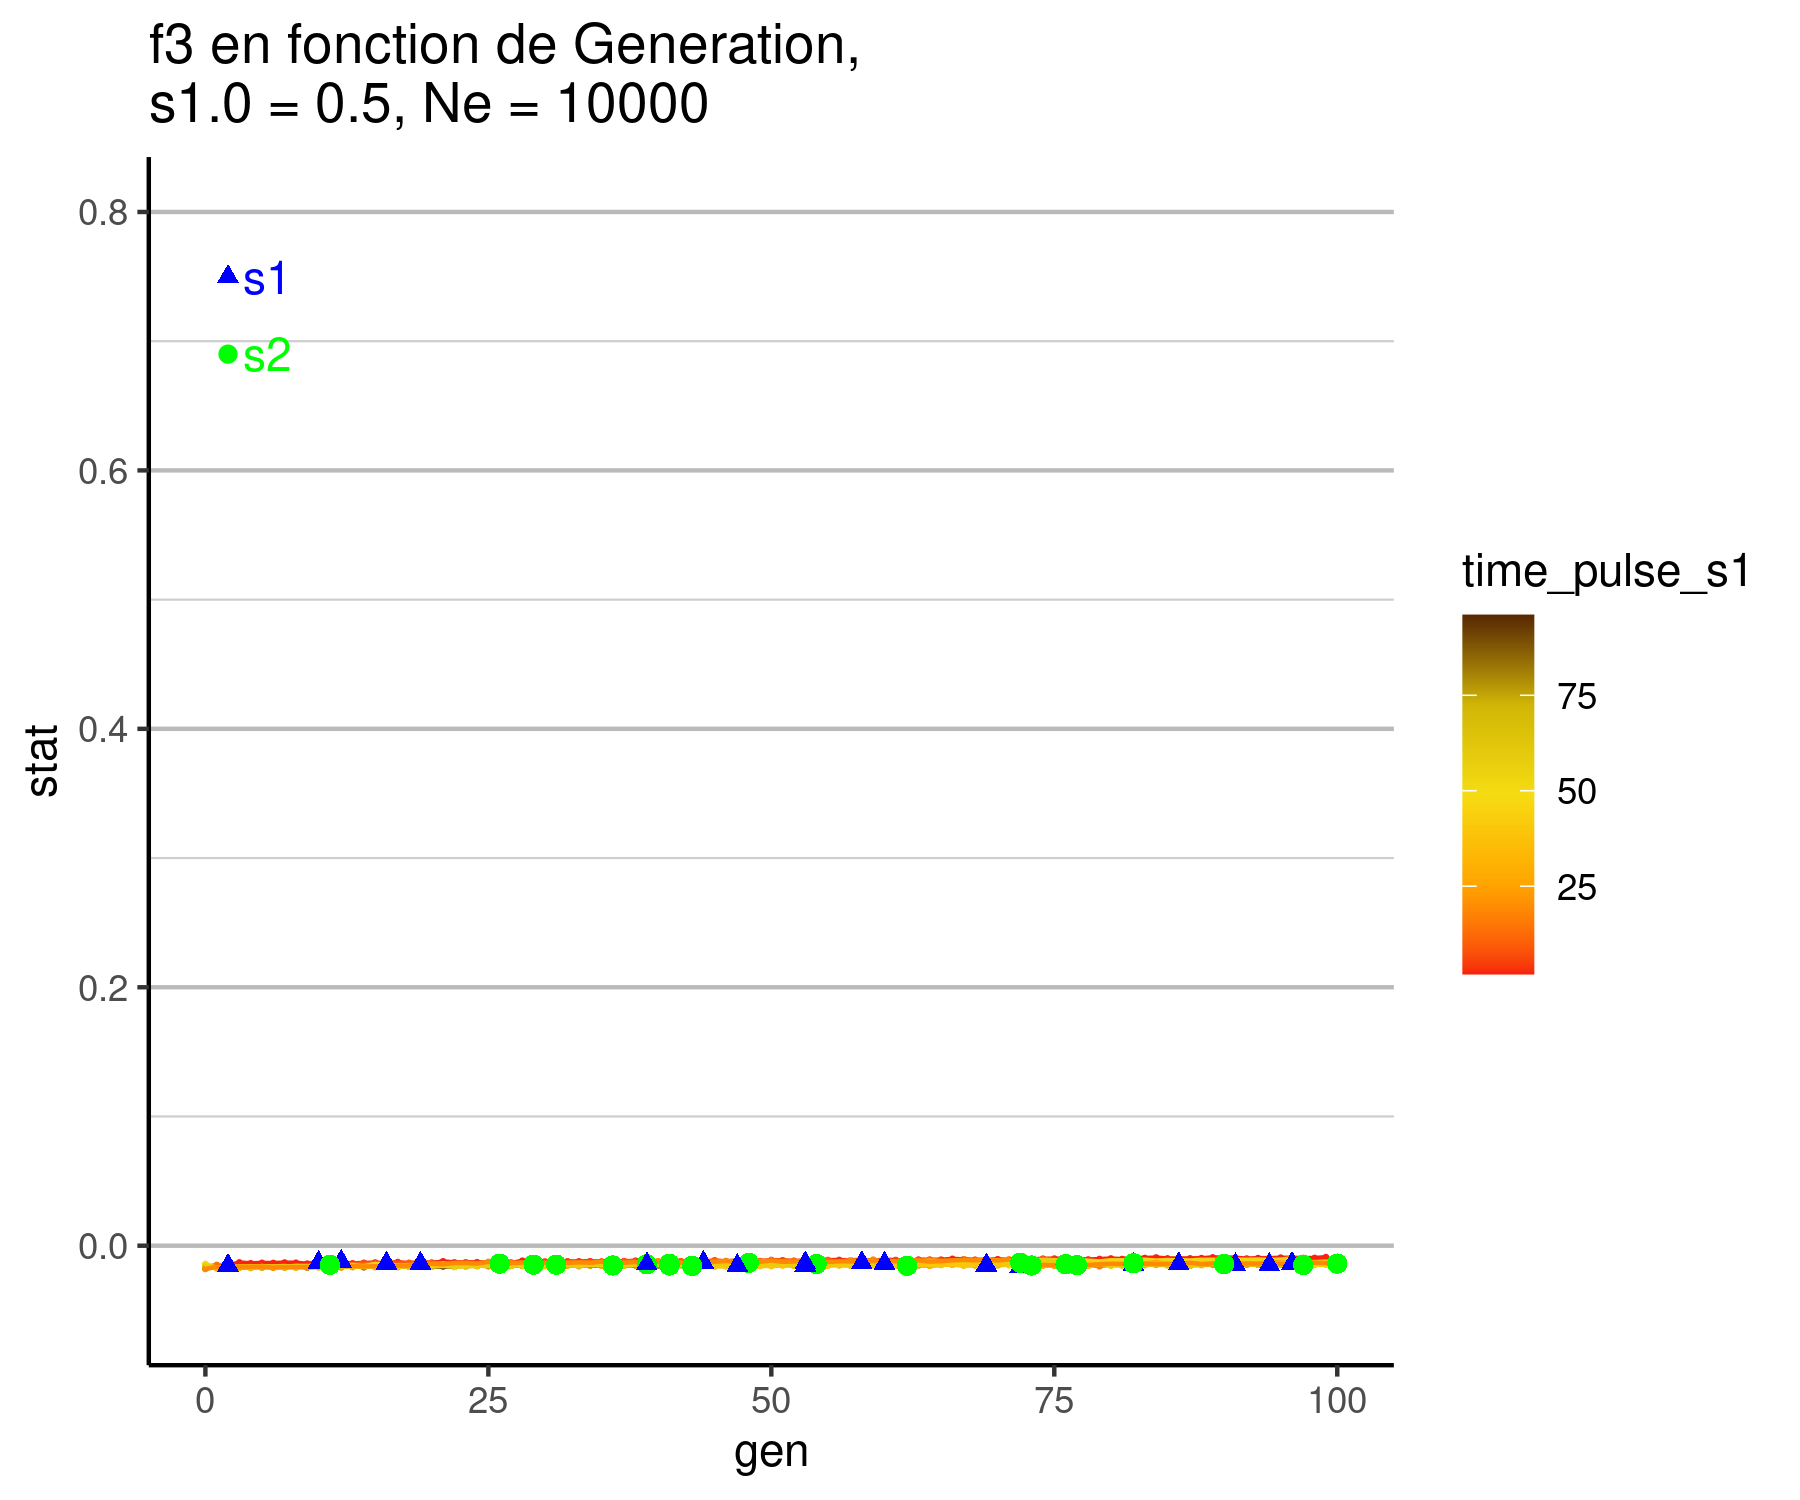 f3 en fonction de Generation,
s1.0 = 0.5, Ne = 10000
0.8
s1
s2
0.6
0.4
0.2
0.0
stat
0 25 50 75 100
gen
time_pulse_s1
75
50
25